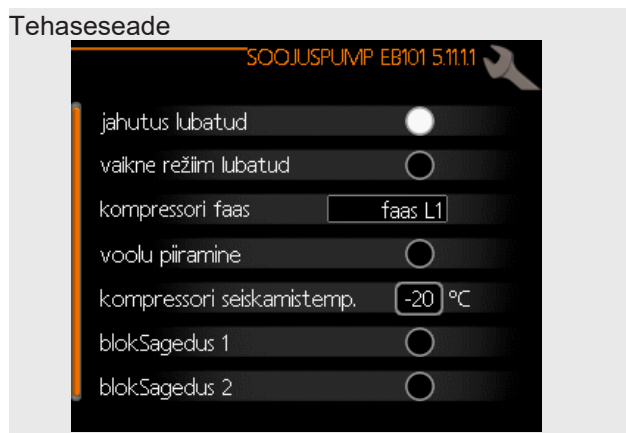 Tehaseseade
SOOJUSPUMP EB101 5.11.1.1
jahutus lubatud
vaikne režiim lubatud
kompressori faas faas L1
voolu piiramine
kompressori seiskamistemp. -20 °C
blokSagedus 1
blokSagedus 2